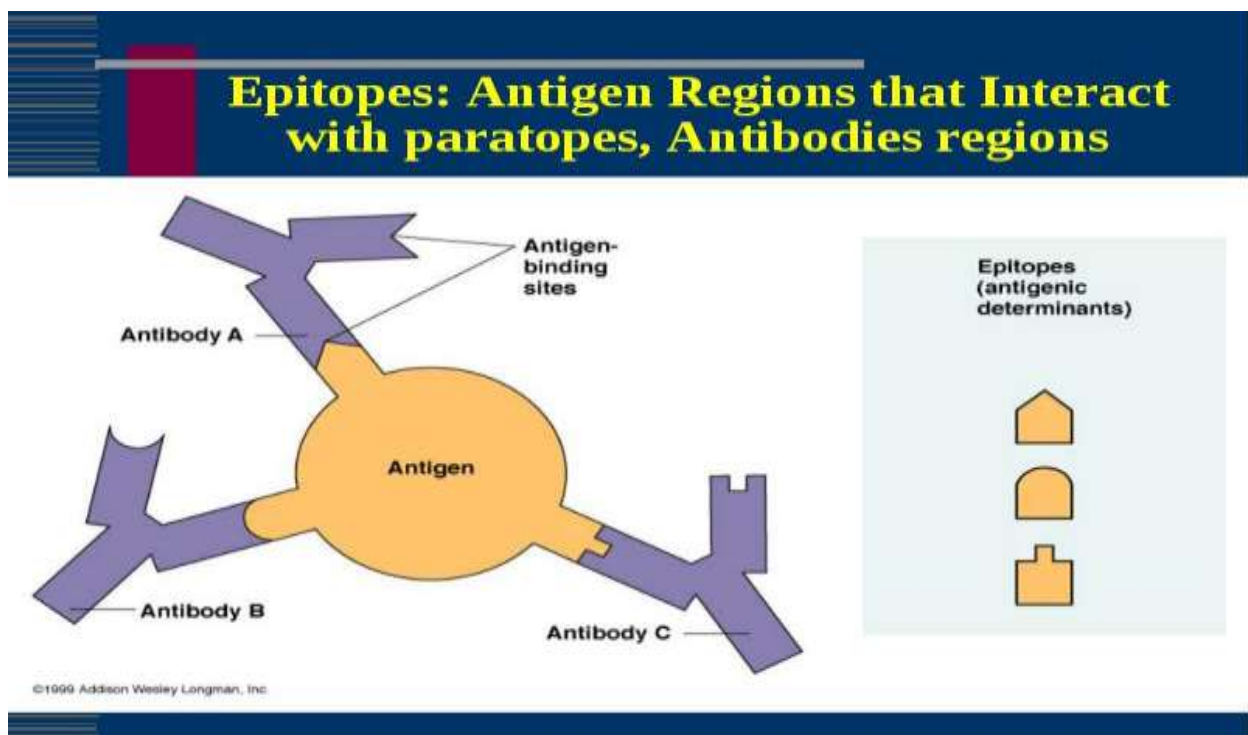 Epitopes: Antigen Regions that Interact
with paratopes, Antibodies regions
Antigen-
binding
sites
Epitopes
(antigenic
determinants)
Antibody A
Antigen
Antibody B
Antibody C
©1999 Addison Wesley Longman, Inc.